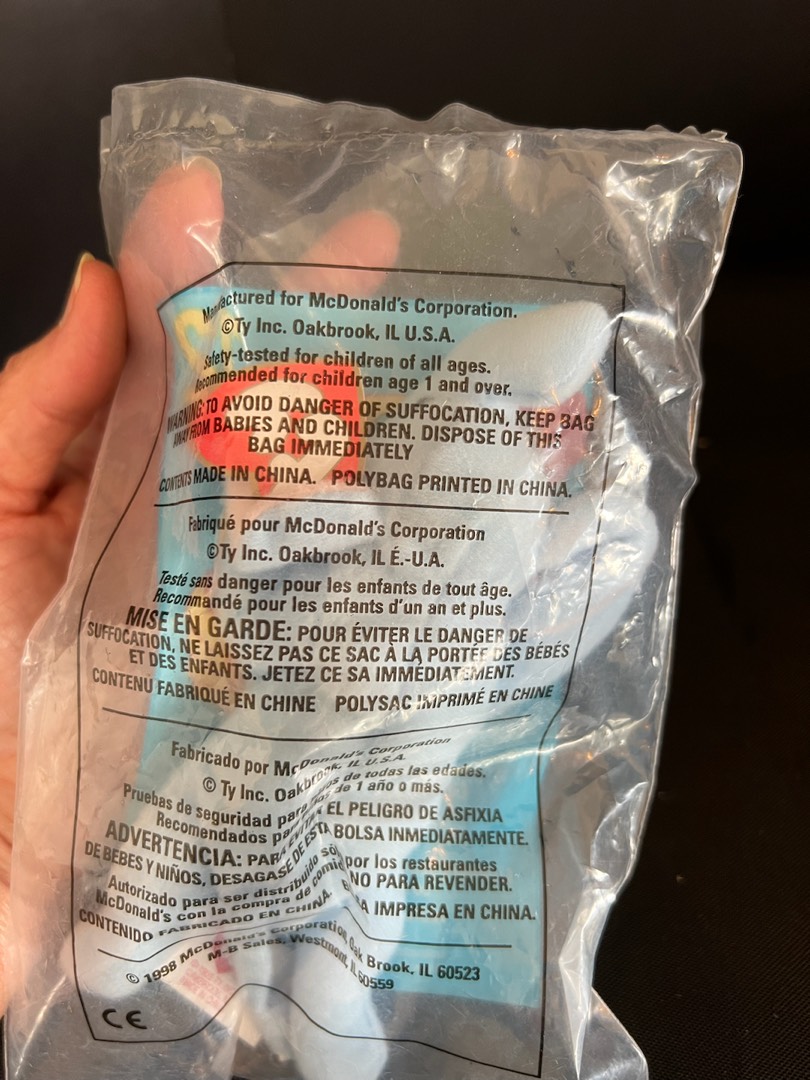 Manufactured for McDonald's Corporation.
©Ty Inc. Oakbrook, IL U.S.A.
Safety-tested for children of all ages.
Recommended for children age 1 and over.
WARNING: TO AVOID DANGER OF SUFFOCATION, KEEP BAG
AWAY FROM BABIES AND CHILDREN. DISPOSE OF THIS
BAG IMMEDIATELY
CONTENTS MADE IN CHINA. POLYBAG PRINTED IN CHINA.
Fabriqué pour McDonald's Corporation
©Ty Inc. Oakbrook, IL É.-U.A.
Testé sans danger pour les enfants de tout âge.
Recommandé pour les enfants d'un an et plus.
MISE EN GARDE: POUR ÉVITER LE DANGER DE
SUFFOCATION, NE LAISSEZ PAS CE SAC À LA PORTÉE DES BÉBÉS
ET DES ENFANTS. JETEZ CE SA IMMÉDIATEMENT.
CONTENU FABRIQUÉ EN CHINE POLYSAC IMPRIMÉ EN CHINE
Fabricado por McDonald's Corporation
© Ty Inc. Oakbrook, IL U.S.A.
Pruebas de seguridad para de todas las edades.
Recomendados de 1 año o más.
ADVERTENCIA: PARA EVITAR EL PELIGRO DE ASFIXIA
DE BEBES Y NIÑOS, DESAGASE DE ESTA BOLSA INMEDIATAMENTE.
Autorizado para ser distribuido sólo por los restaurantes
McDonald's con la compra de NO PARA REVENDER.
CONTENIDO FABRICADO EN CHINA. IMPRESA EN CHINA.
© 1998 McDonald's Corporation, Oak Brook, IL 60523
M-B Sales, Westmont, IL 60559
CE